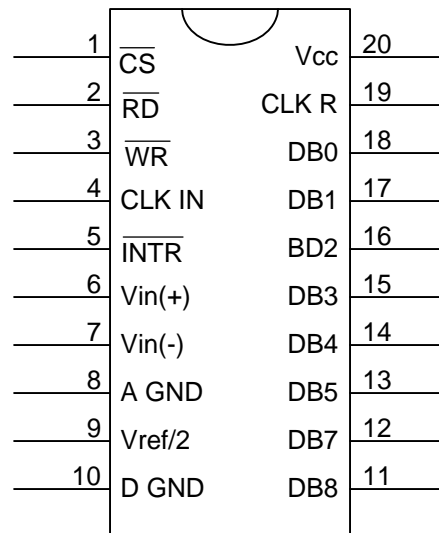 1 CS Vcc 20
2 RD CLK R 19
3 WR DB0 18
4 CLK IN DB1 17
5 INTR BD2 16
6 Vin(+) DB3 15
7 Vin(-) DB4 14
8 A GND DB5 13
9 Vref/2 DB7 12
10 D GND DB8 11